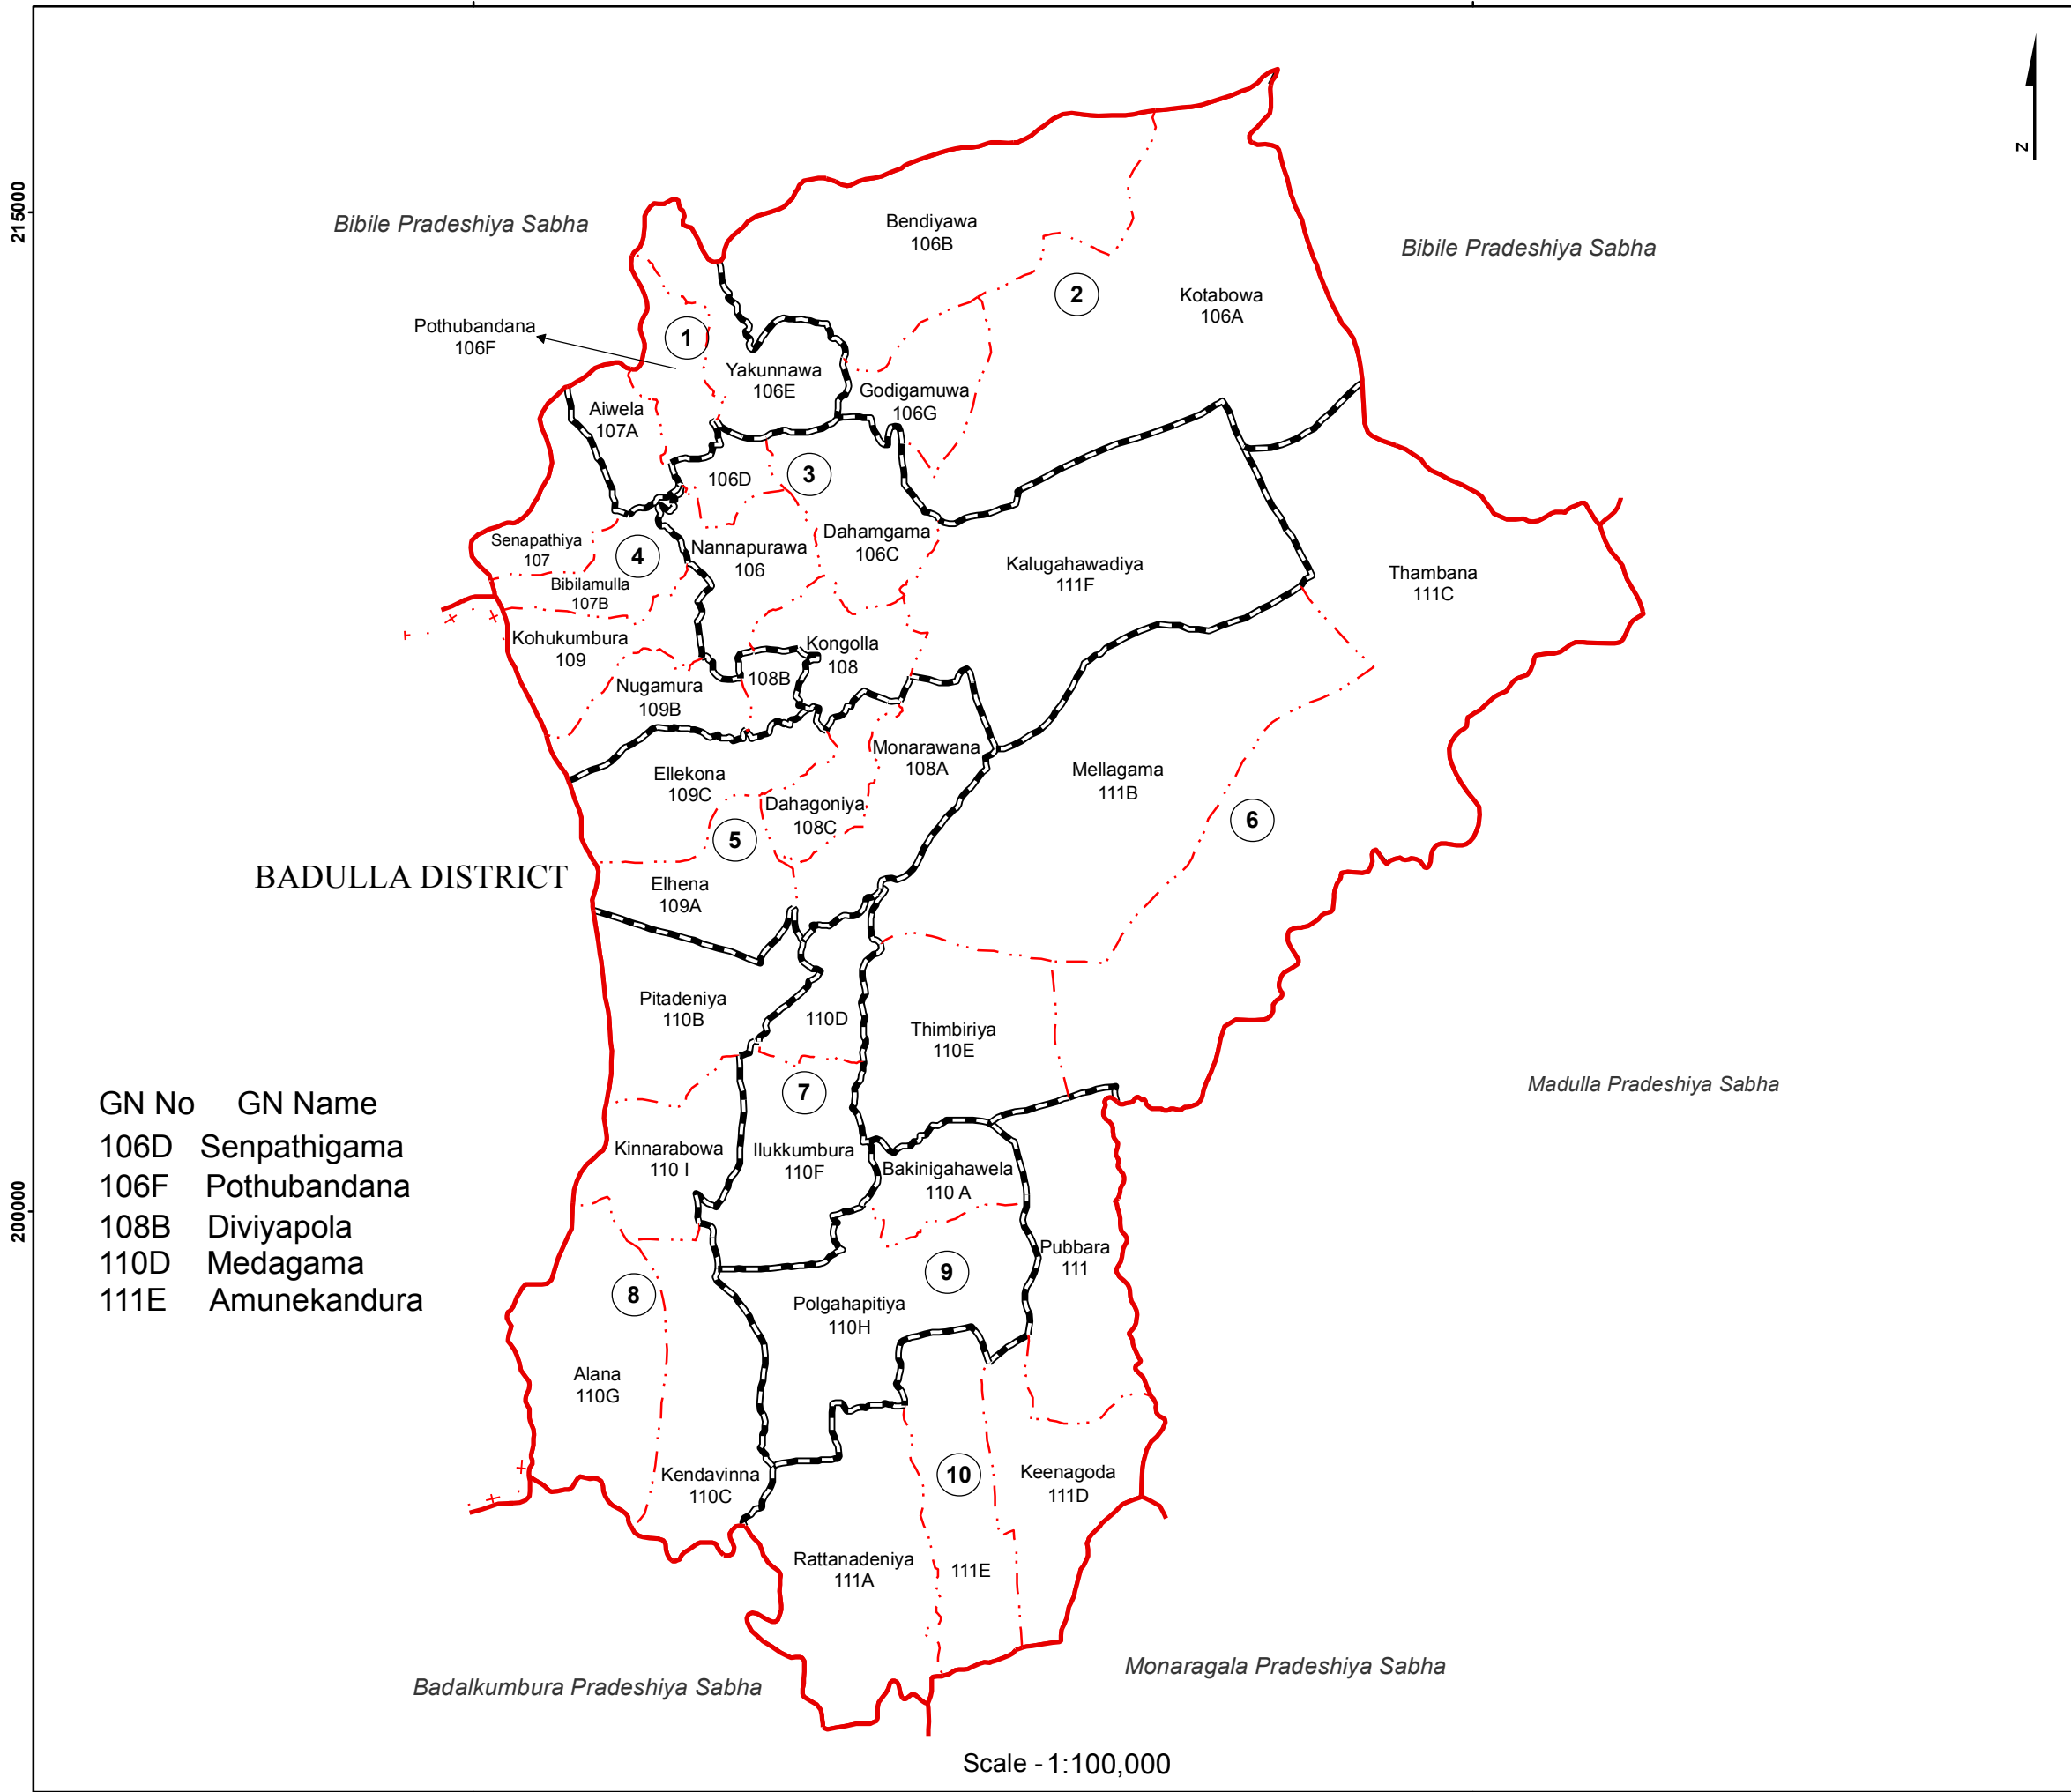 215000
200000
z
Bibile Pradeshiya Sabha
Bibile Pradeshiya Sabha
Bendiyawa
106B
2
Kotabowa
106A
Pothubandana
106F
1
Yakunnawa
106E
Godigamuwa
106G
Aiwela
107A
106D
3
Senapathiya
107
4
Bibilamulla
107B
Nannapurawa
106
Dahamgama
106C
Kalugahawadiya
111F
Thambana
111C
Kohukumbura
109
Kongolla
108
108B
Nugamura
109B
Monarawana
108A
Mellagama
111B
6
Ellekona
109C
Dahagoniya
108C
5
BADULLA DISTRICT
Elhena
109A
Pitadeniya
110B
110D
Thimbiriya
110E
7
Madulla Pradeshiya Sabha
GN No GN Name
106D Senpathigama
106F Pothubandana
108B Diviyapola
110D Medagama
111E Amunekandura
Kinnarabowa
110 I
Ilukkumbura
110F
Bakinigahawela
110 A
Pubbara
111
8
9
Polgahapitiya
110H
Alana
110G
Kendavinna
110C
10
Keenagoda
111D
Rattanadeniya
111A
111E
Badalkumbura Pradeshiya Sabha
Monaragala Pradeshiya Sabha
Scale - 1:100,000